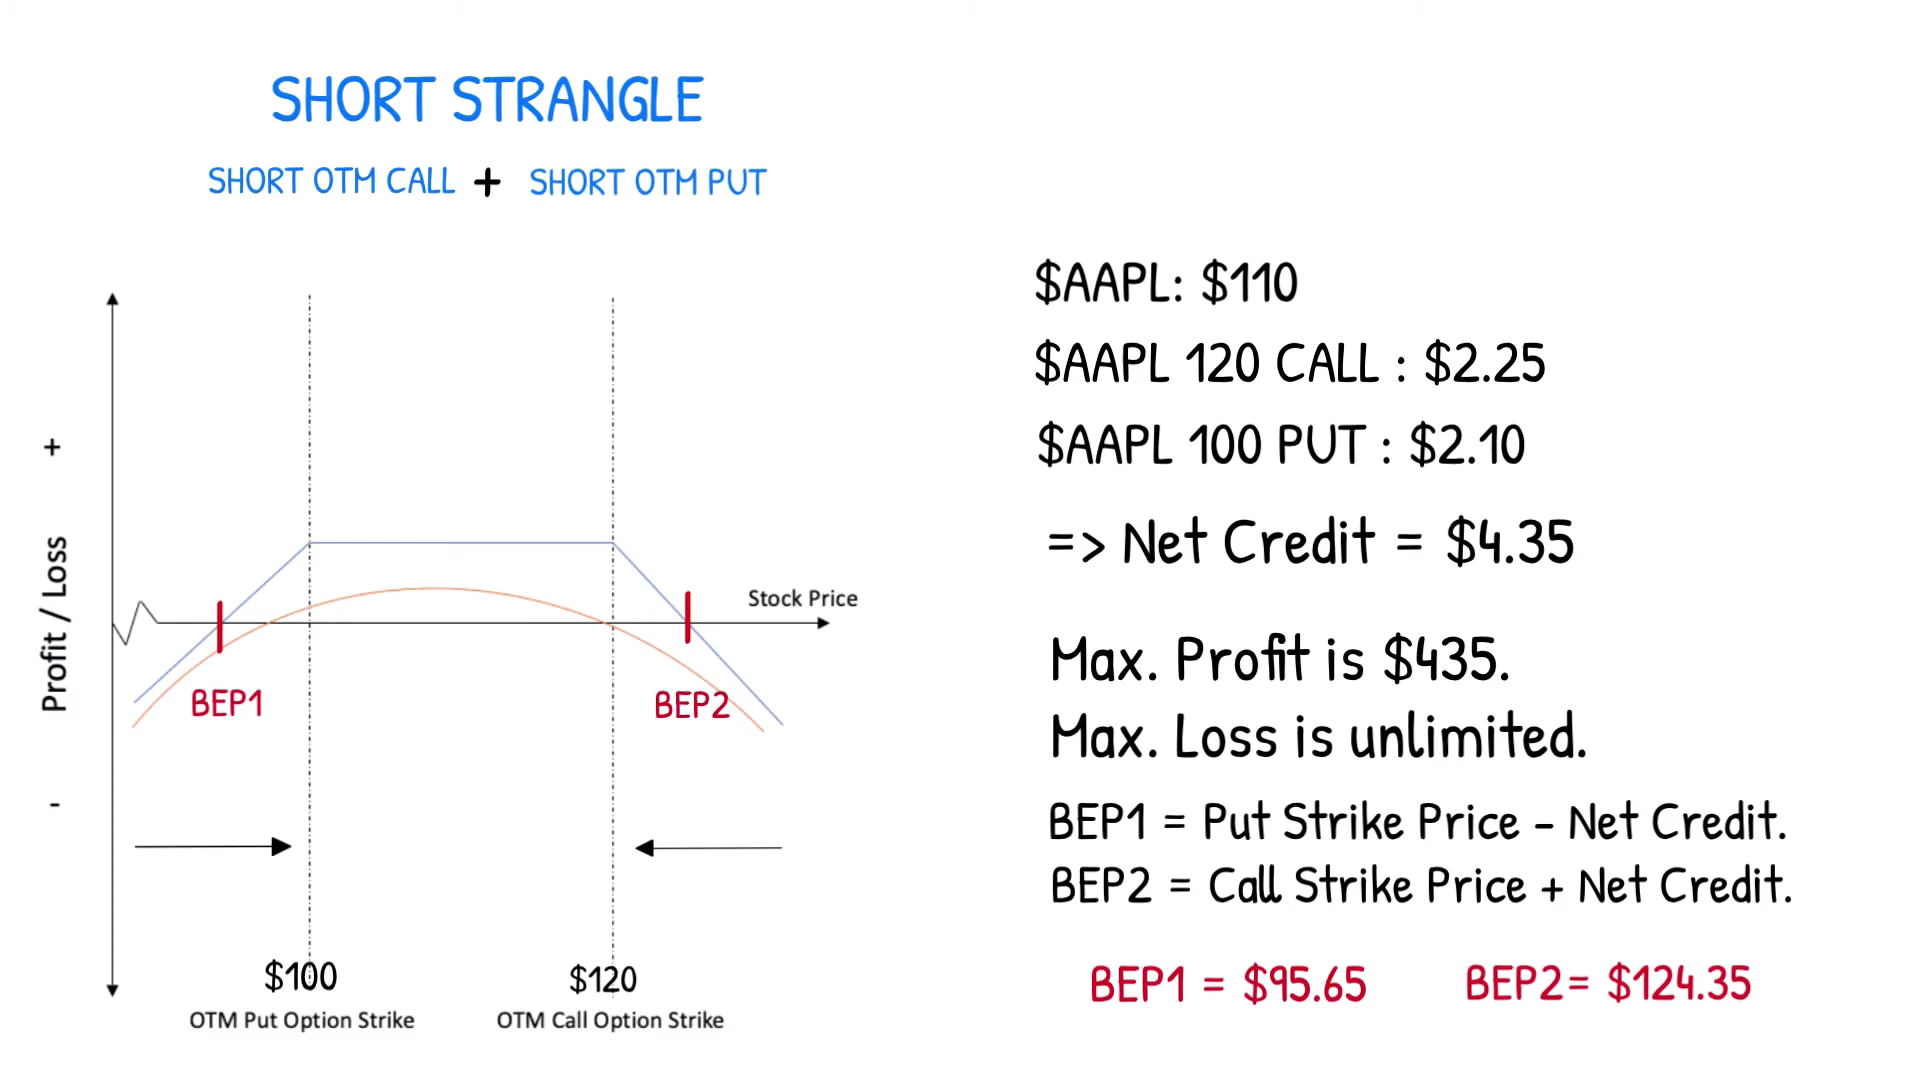 SHORT STRANGLE
SHORT OTM CALL + SHORT OTM PUT
$AAPL: $110
$AAPL 120 CALL : $2.25
$AAPL 100 PUT : $2.10
=> Net Credit = $4.35
Max. Profit is $435.
Max. Loss is unlimited.
BEP1 = Put Strike Price - Net Credit.
BEP2 = Call Strike Price + Net Credit.
BEP1 = $95.65 BEP2= $124.35
- Profit / Loss +
Stock Price
BEP1 BEP2
$100 $120
OTM Put Option Strike OTM Call Option Strike